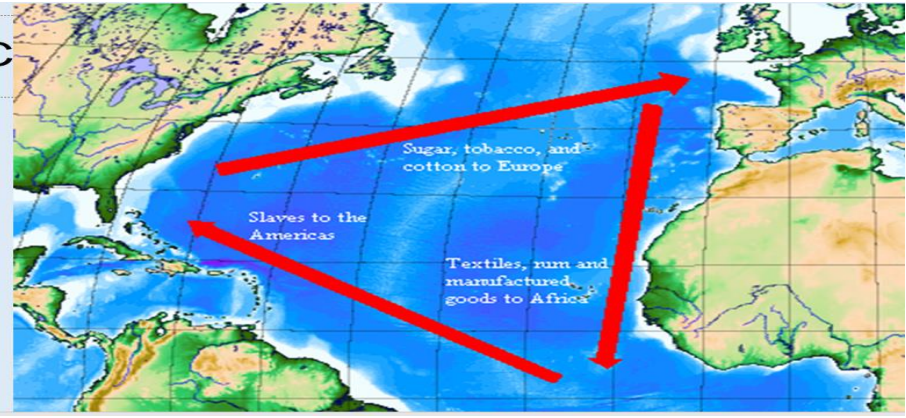 C
Sugar, tobacco, and
cotton to Europe
Slaves to the
Americas
Textiles, rum and
manufactured
goods to Africa